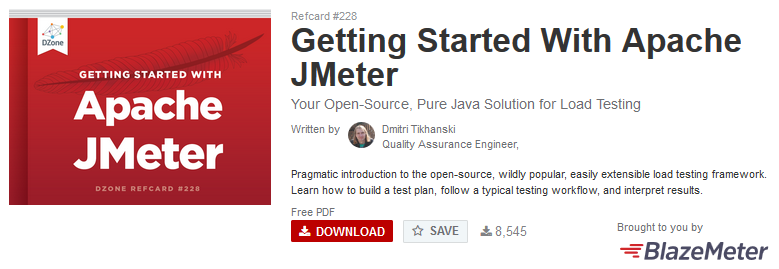 DZone
GETTING STARTED WITH
Apache
JMeter
DZONE REFCARD #228
Refcard #228
Getting Started With Apache
JMeter
Your Open-Source, Pure Java Solution for Load Testing
Written by
Dmitri Tikhanski
Quality Assurance Engineer,
Pragmatic introduction to the open-source, wildly popular, easily extensible load testing framework.
Learn how to build a test plan, follow a typical testing workflow, and interpret results.
Free PDF
DOWNLOAD
SAVE
8,545
Brought to you by
BlazeMeter